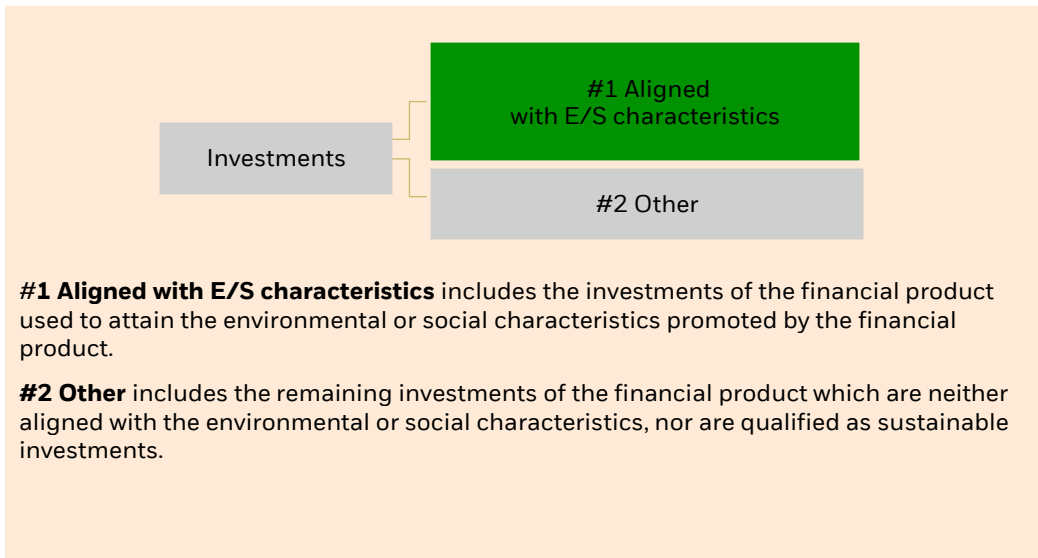 #1 Aligned
with E/S characteristics
Investments
#2 Other
#1 Aligned with E/S characteristics includes the investments of the financial product
used to attain the environmental or social characteristics promoted by the financial
product.
#2 Other includes the remaining investments of the financial product which are neither
aligned with the environmental or social characteristics, nor are qualified as sustainable
investments.